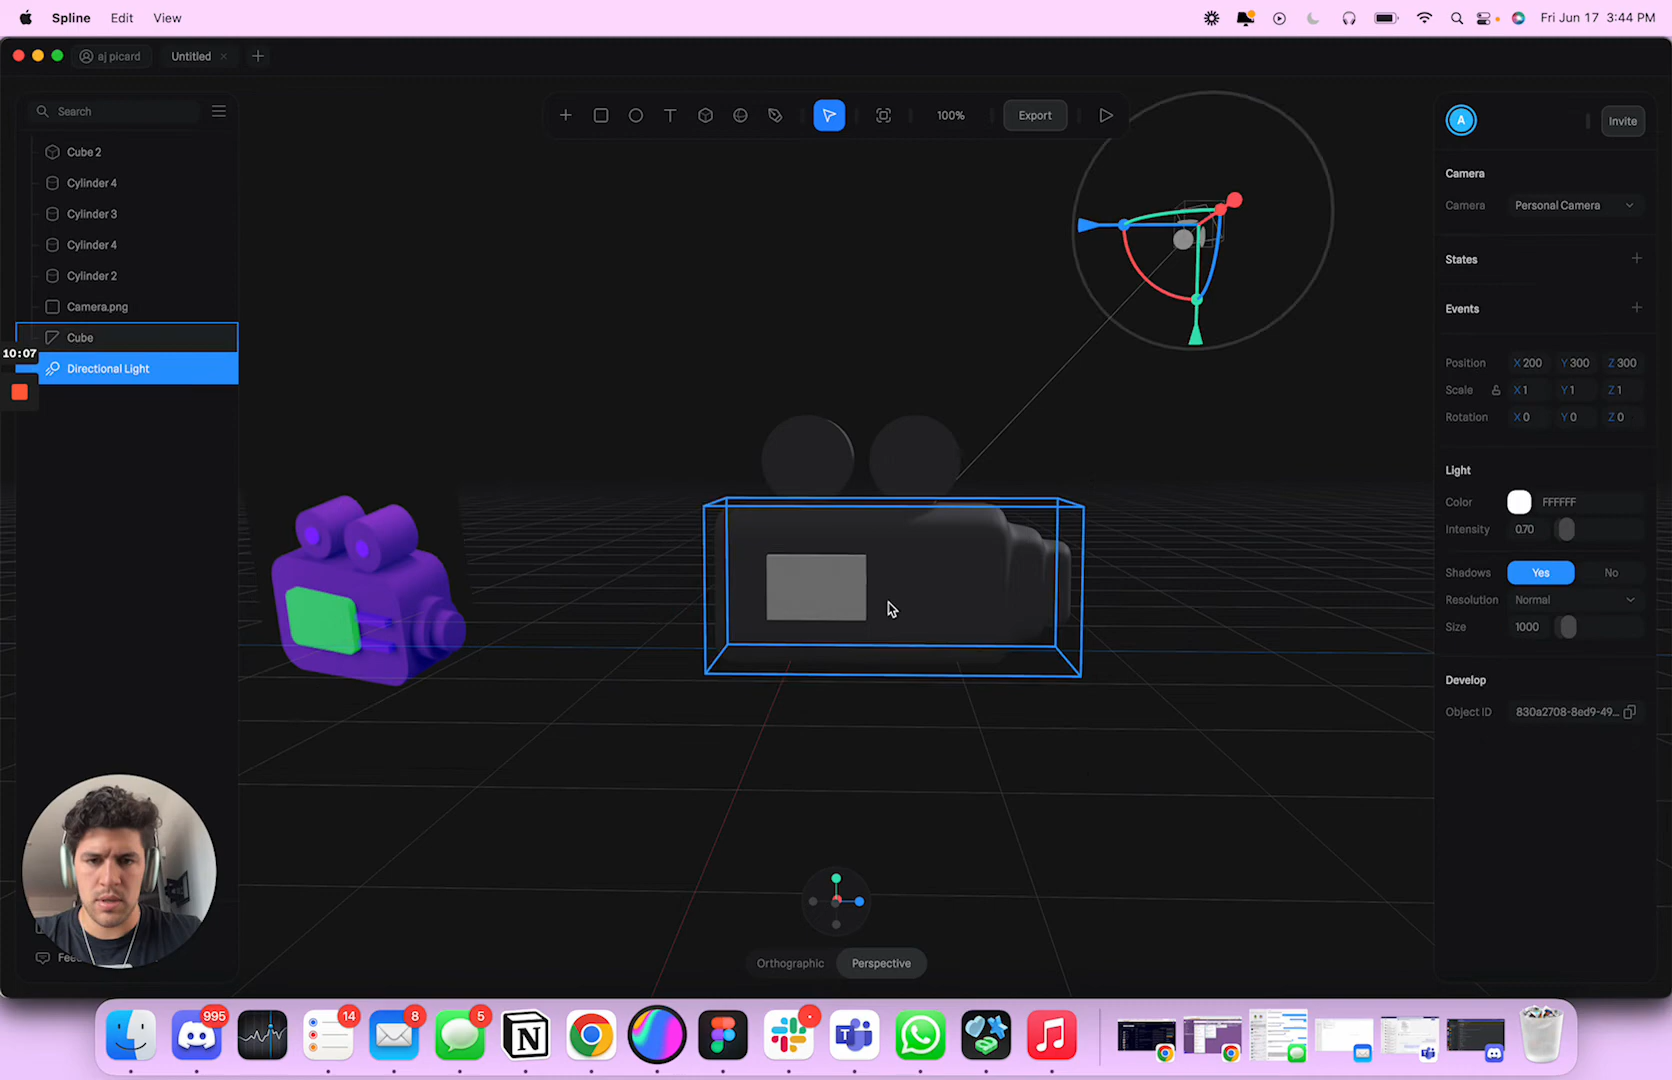 Spline Edit View
Fri Jun 17 3:44 PM
aj picard
Untitled
Search
100%
Export
A
Invite
Cube 2
Cylinder 4
Cylinder 3
Cylinder 4
Cylinder 2
Camera.png
Cube
Directional Light
10:07
Camera
Camera Personal Camera
States
Events
Position X 200 Y 300 Z 300
Scale X 1 Y 1 Z 1
Rotation X 0 Y 0 Z 0
Light
Color FFFFFF
Intensity 0.70
Shadows Yes No
Resolution Normal
Size 1000
Develop
Object ID 830a2708-8ed9-49...
Orthographic Perspective
995
14
8
5